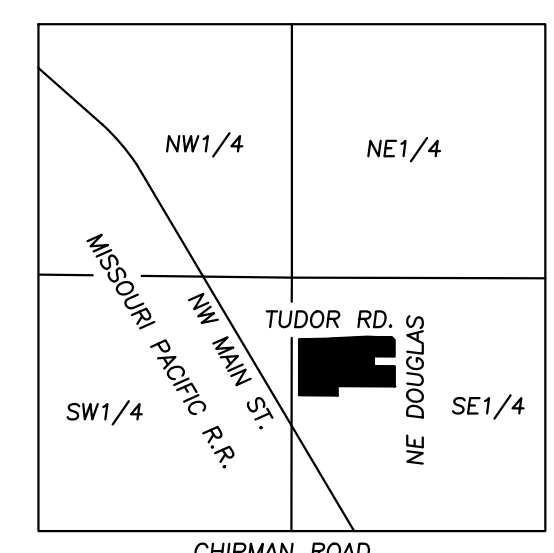 NW1/4
NE1/4
MISSOURI PACIFIC R.R.
NW MAIN ST.
TUDOR RD.
NE DOUGLAS
SW1/4
SE1/4
CHIPMAN ROAD